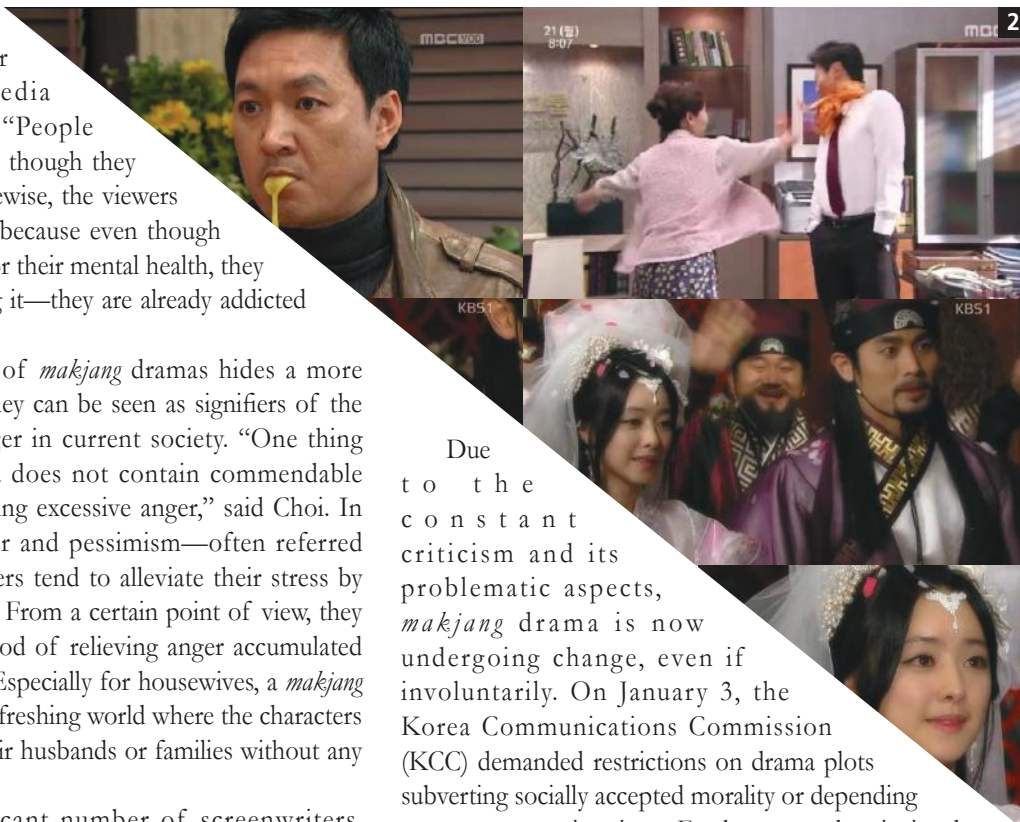 r
edia
“People
though they
ewise, the viewers
because even though
or their mental health, they
g it—they are already addicted
of makjang dramas hides a more
hey can be seen as signifiers of the
ger in current society. “One thing
does not contain commendable
ing excessive anger,” said Choi. In
r and pessimism—often referred
ers tend to alleviate their stress by
From a certain point of view, they
od of relieving anger accumulated
Especially for housewives, a makjang
freshing world where the characters
ir husbands or families without any
cant number of screenwriters
Due
to the
constant
criticism and its
problematic aspects,
makjang drama is now
undergoing change, even if
involuntarily. On January 3, the
Korea Communications Commission
(KCC) demanded restrictions on drama plots
subverting socially accepted morality or depending
MBC VOD
21(월)
8:07
MBC
2
KBS1
KBS1